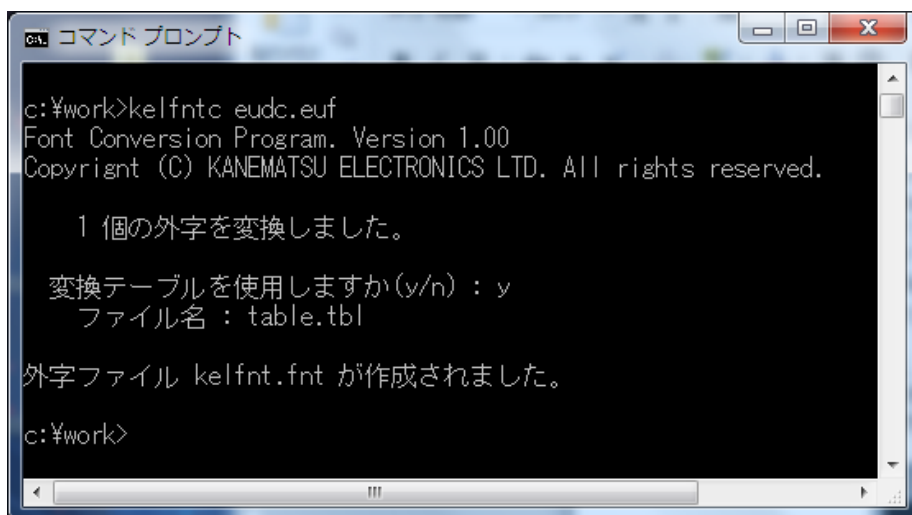 コマンド プロンプト
c:¥work>kelfntc eudc.euf
Font Conversion Program. Version 1.00
Copyrignt (C) KANEMATSU ELECTRONICS LTD. All rights reserved.
1 個の外字を変換しました。
変換テーブルを使用しますか(y/n) : y
ファイル名 : table.tbl
外字ファイル kelfnt.fnt が作成されました。
c:¥work>